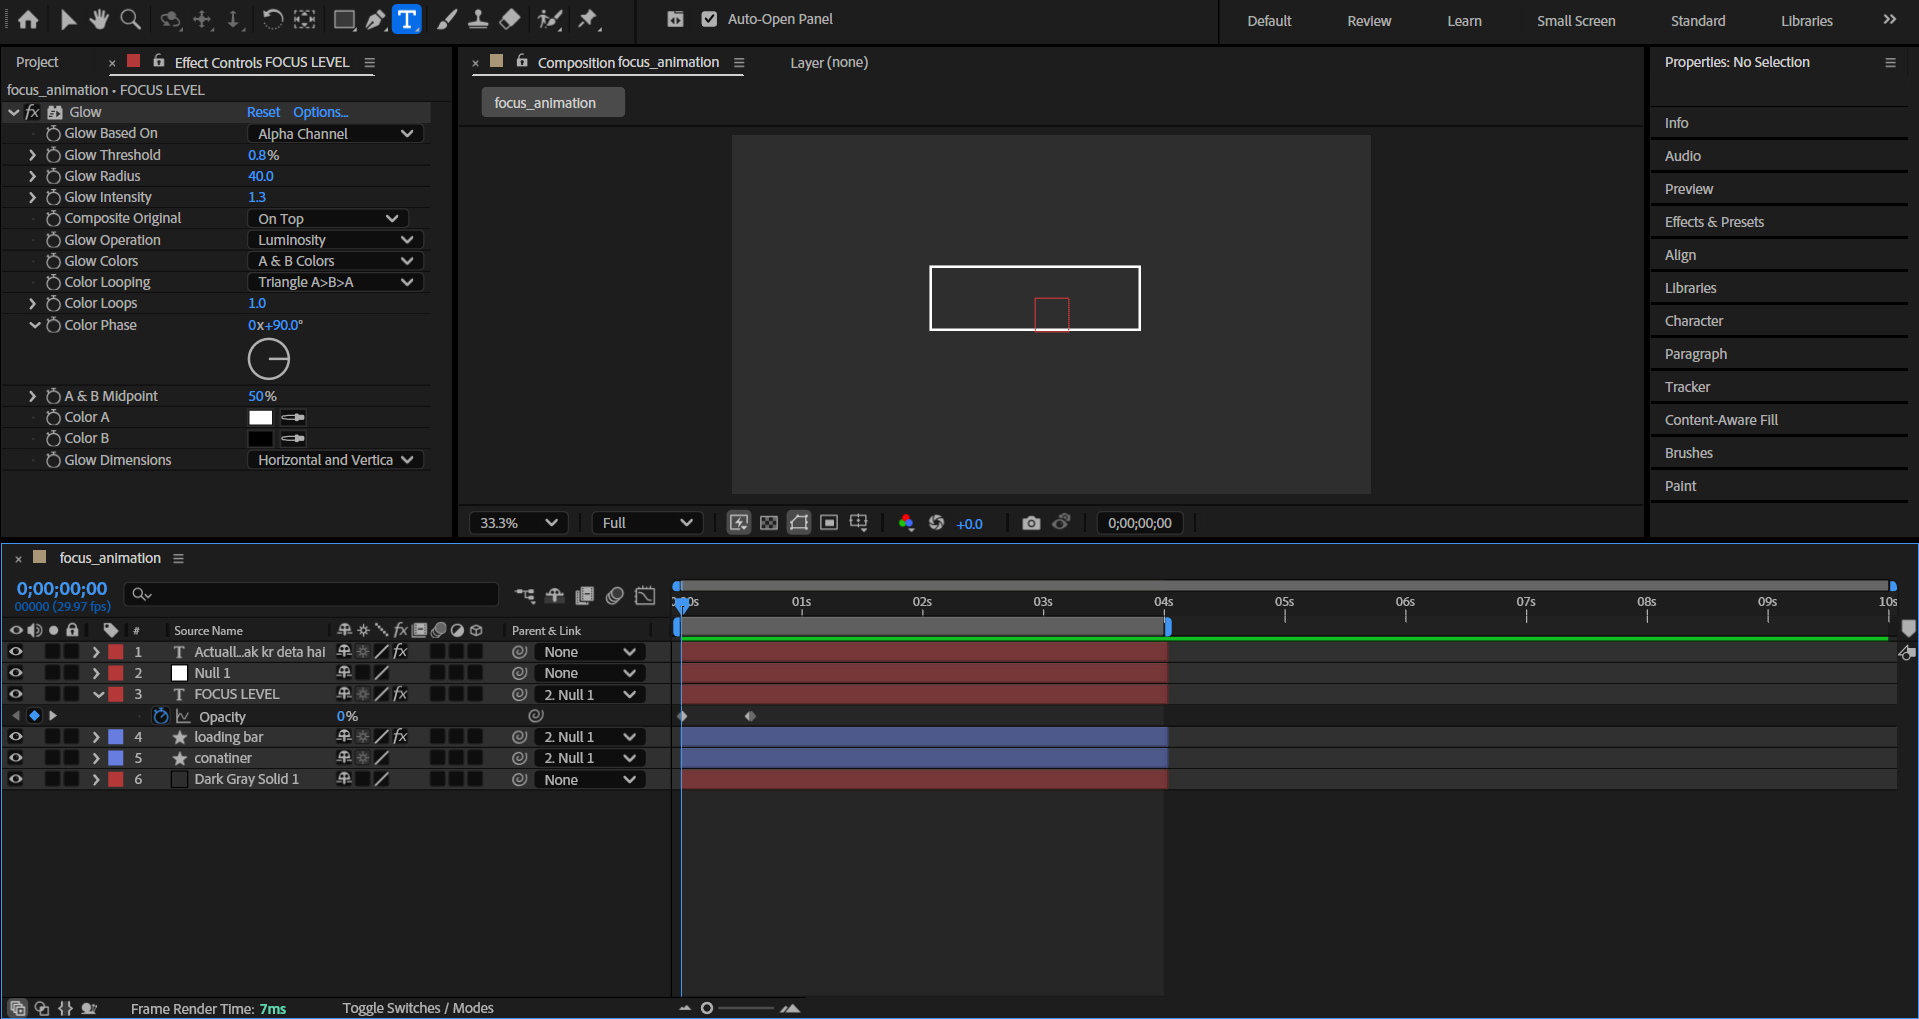 Auto-Open Panel
Default
Review
Learn
Small Screen
Standard
Libraries
Project
Effect Controls FOCUS LEVEL
focus_animation • FOCUS LEVEL
fx Glow Reset Options...
Glow Based On Alpha Channel
Glow Threshold 0.8%
Glow Radius 40.0
Glow Intensity 1.3
Composite Original On Top
Glow Operation Luminosity
Glow Colors A & B Colors
Color Looping Triangle A>B>A
Color Loops 1.0
Color Phase 0x+90.0°
A & B Midpoint 50%
Color A
Color B
Glow Dimensions Horizontal and Vertica
Composition focus_animation
Layer (none)
focus_animation
33.3%
Full
+0.0
0;00;00;00
Properties: No Selection
Info
Audio
Preview
Effects & Presets
Align
Libraries
Character
Paragraph
Tracker
Content-Aware Fill
Brushes
Paint
focus_animation
0;00;00;00
00000 (29.97 fps)
# Source Name fx Parent & Link
1 T Actuall...ak kr deta hai fx None
2 Null 1 None
3 T FOCUS LEVEL fx 2. Null 1
Opacity 0%
4 loading bar fx 2. Null 1
5 conatiner 2. Null 1
6 Dark Gray Solid 1 None
01s 02s 03s 04s 05s 06s 07s 08s 09s 10s
Frame Render Time: 7ms
Toggle Switches / Modes